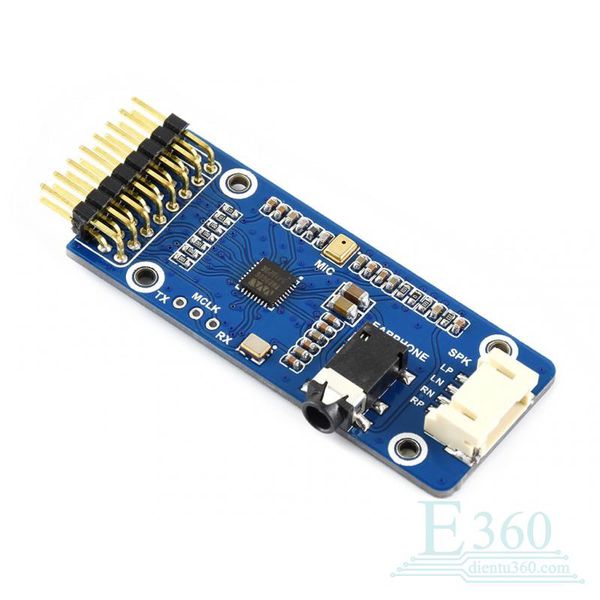 MIC
TX
MCLK
RX
EARPHONE
SPK
LP
LN
RN
RP
E360
dientu360.com